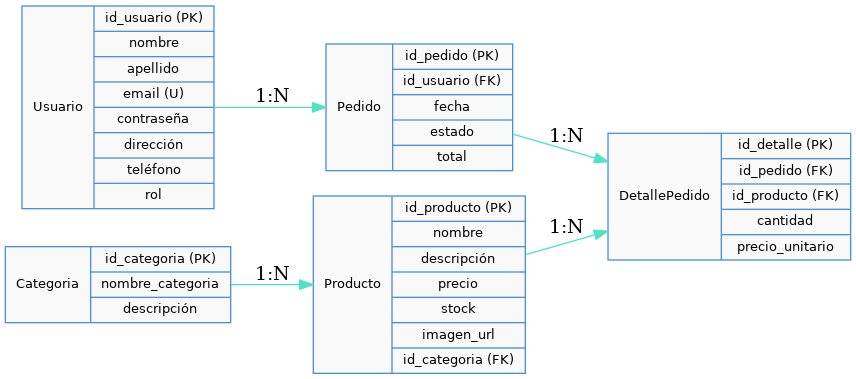 Usuario
id_usuario (PK)
nombre
apellido
email (U)
contraseña
dirección
teléfono
rol
1:N
Pedido
id_pedido (PK)
id_usuario (FK)
fecha
estado
total
1:N
Categoria
id_categoria (PK)
nombre_categoria
descripción
1:N
Producto
id_producto (PK)
nombre
descripción
precio
stock
imagen_url
id_categoria (FK)
1:N
DetallePedido
id_detalle (PK)
id_pedido (FK)
id_producto (FK)
cantidad
precio_unitario